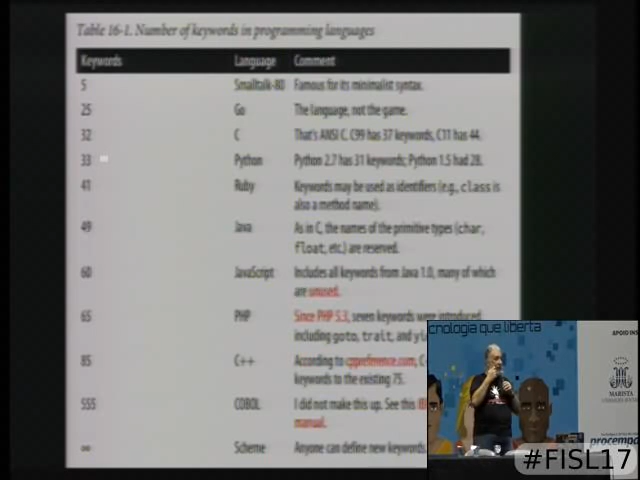 Table 16-1. Number of keywords in programming languages
Keywords Language Comment
5 Smalltalk-80 Famous for its minimalist syntax.
25 Go The language, not the game.
32 C That's ANSI C. C99 has 37 keywords, C11 has 44.
33 Python Python 2.7 has 31 keywords; Python 1.5 had 28.
41 Ruby Keywords may be used as identifiers (e.g., class is
also a method name).
49 Java As in C, the names of the primitive types (char,
float, etc.) are reserved.
60 JavaScript Includes all keywords from Java 1.0, many of which
are unused.
65 PHP Since PHP 5.3, seven keywords were introduced
including goto, trait, and
85 C++ According to cppreference.com,
keywords to the existing 75.
555 COBOL I did not make this up. See this
manual.
∞ Scheme Anyone can define new keywords.
cnologia que liberta
APOIO INS
MARISTA
procempa
#FISL17